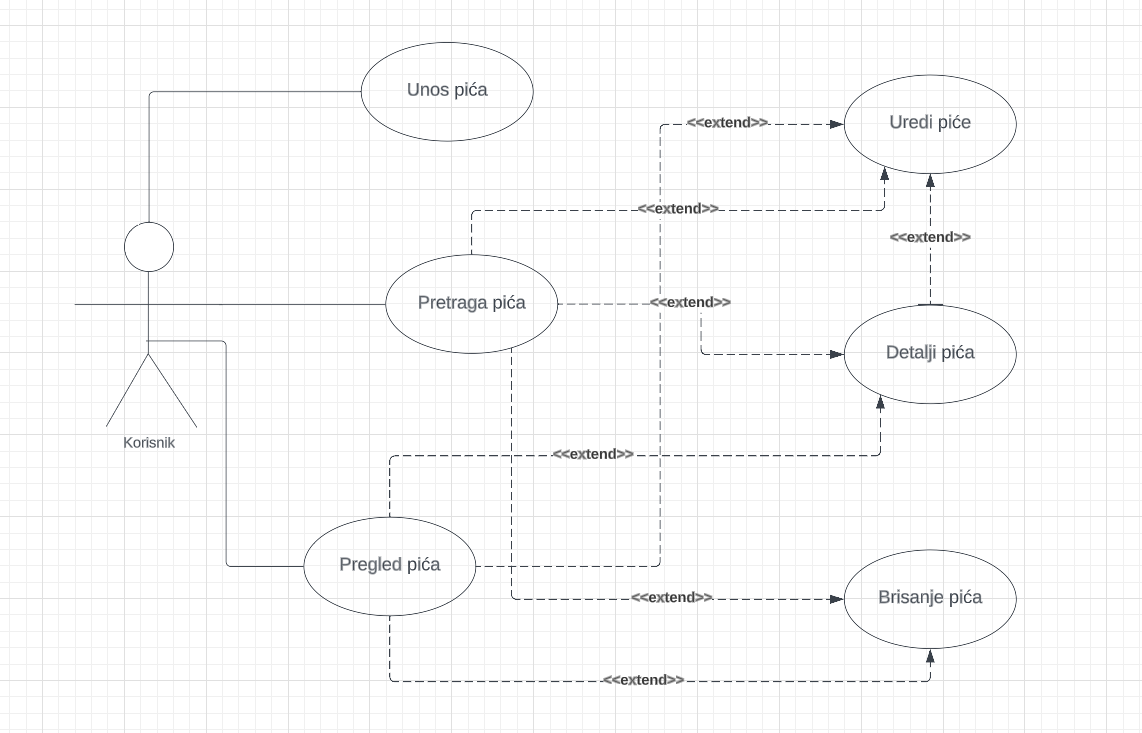 Unos pića
<<extend>>
Uredi piće
<<extend>>
<<extend>>
Pretraga pića
<<extend>>
Detalji pića
Korisnik
<<extend>>
Pregled pića
<<extend>>
Brisanje pića
<<extend>>